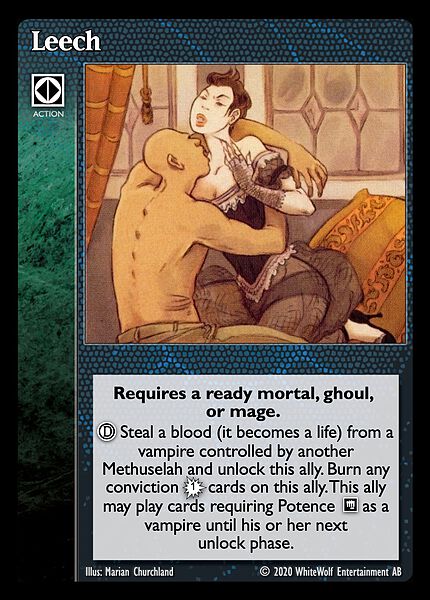 Leech
ACTION
Requires a ready mortal, ghoul,
or mage.
D Steal a blood (it becomes a life) from a
vampire controlled by another
Methuselah and unlock this ally. Burn any
conviction 1 cards on this ally. This ally
may play cards requiring Potence as a
vampire until his or her next
unlock phase.
Illus: Marian Churchland © 2020 WhiteWolf Entertainment AB